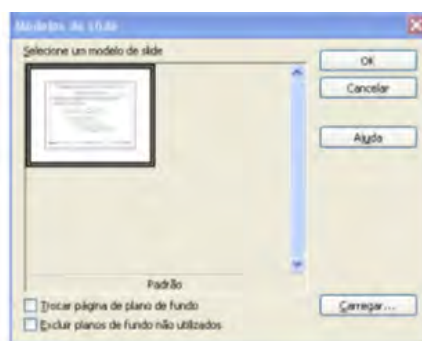 Modelos de slide
Selecione um modelo de slide
OK
Cancelar
Ajuda
Padrão
Trocar página de plano de fundo
Carregar...
Excluir planos de fundo não utilizados